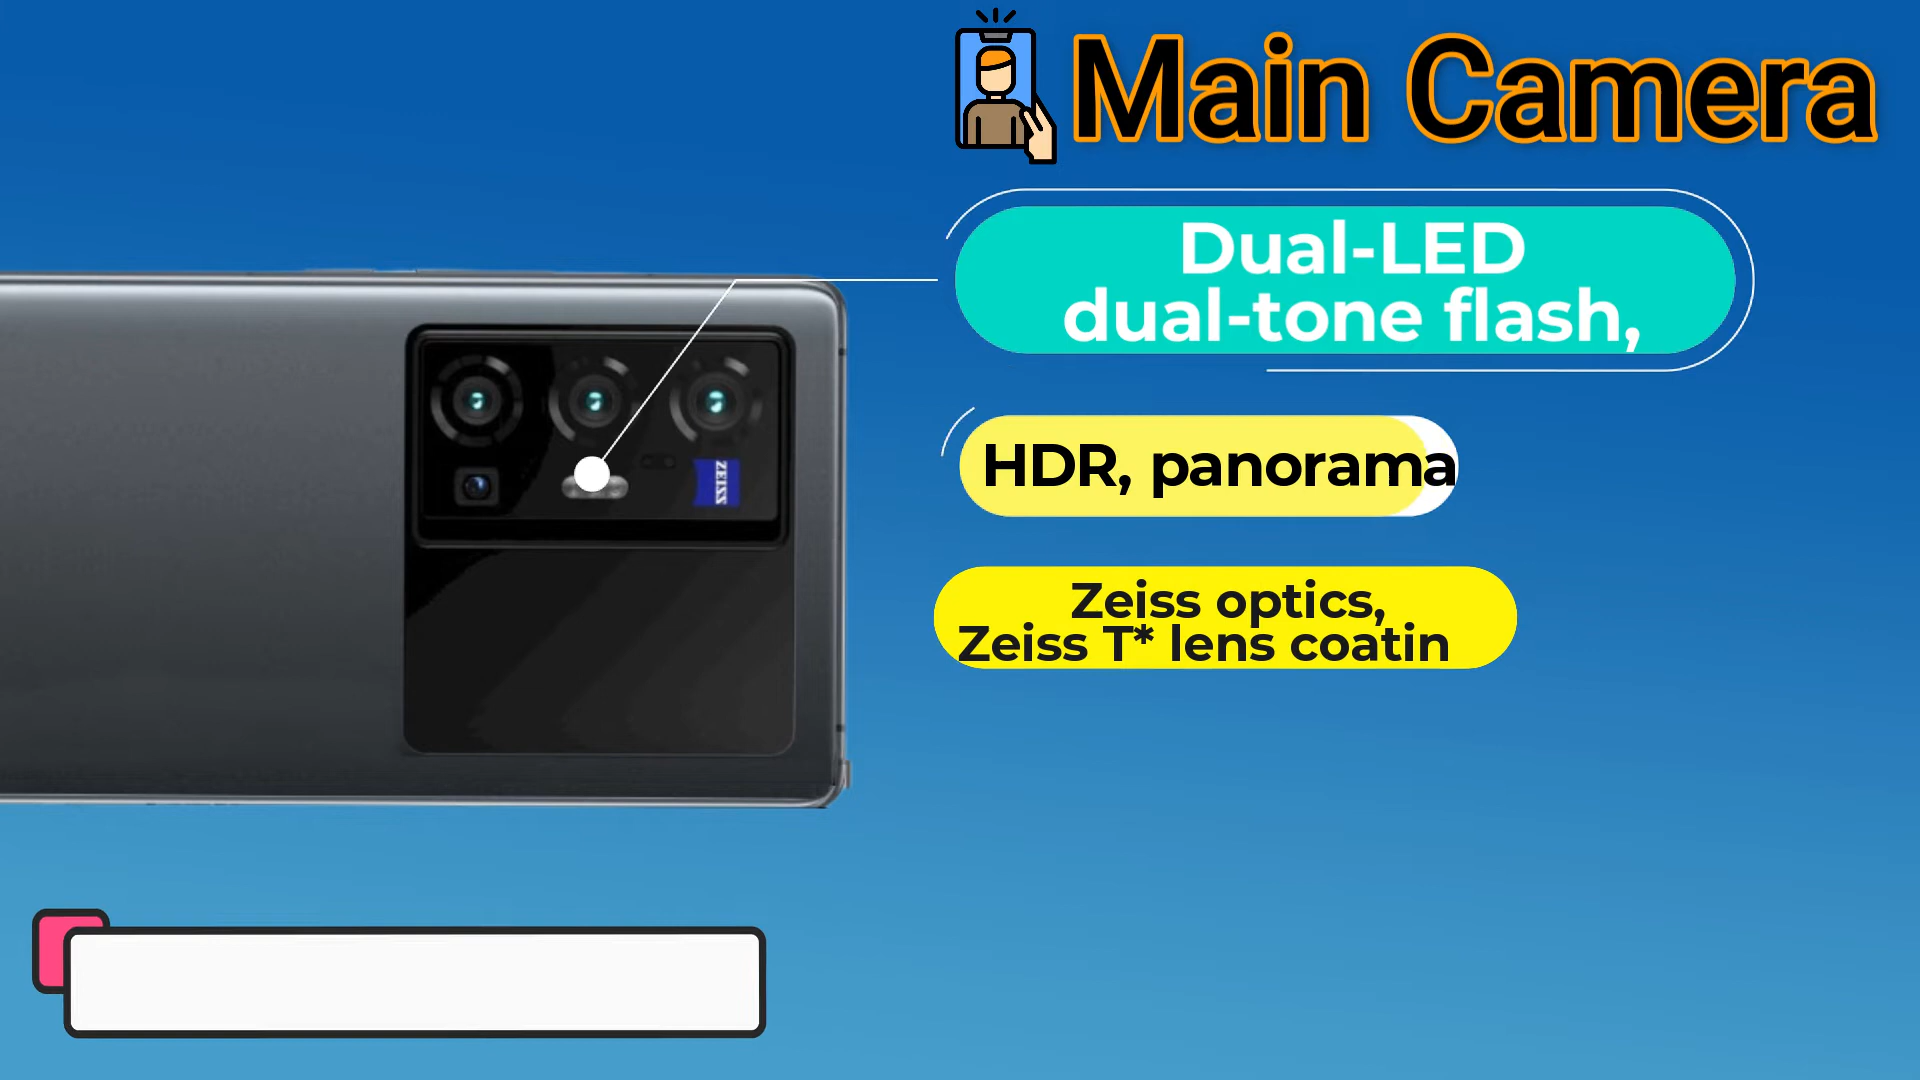 Main Camera
Dual-LED
dual-tone flash,
HDR, panorama
Zeiss optics,
Zeiss T* lens coatin
ZEISS